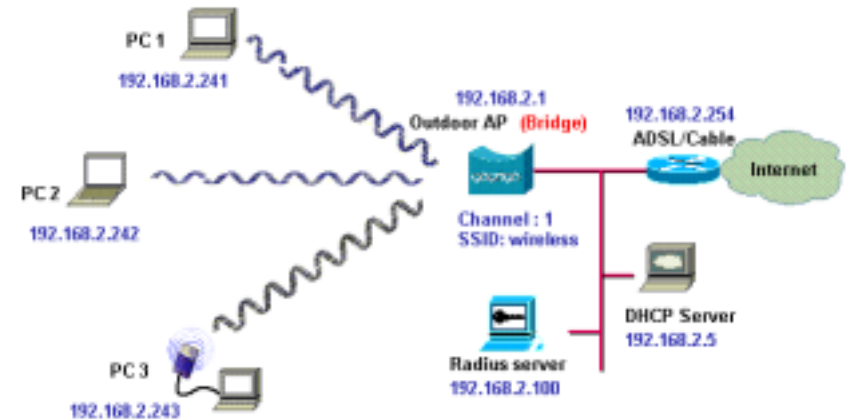 PC 1
192.168.2.241
PC 2
192.168.2.242
PC 3
192.168.2.243
192.168.2.1
Outdoor AP (Bridge)
Channel : 1
SSID: wireless
192.168.2.254
ADSL/Cable
Internet
DHCP Server
192.168.2.5
Radius server
192.168.2.100